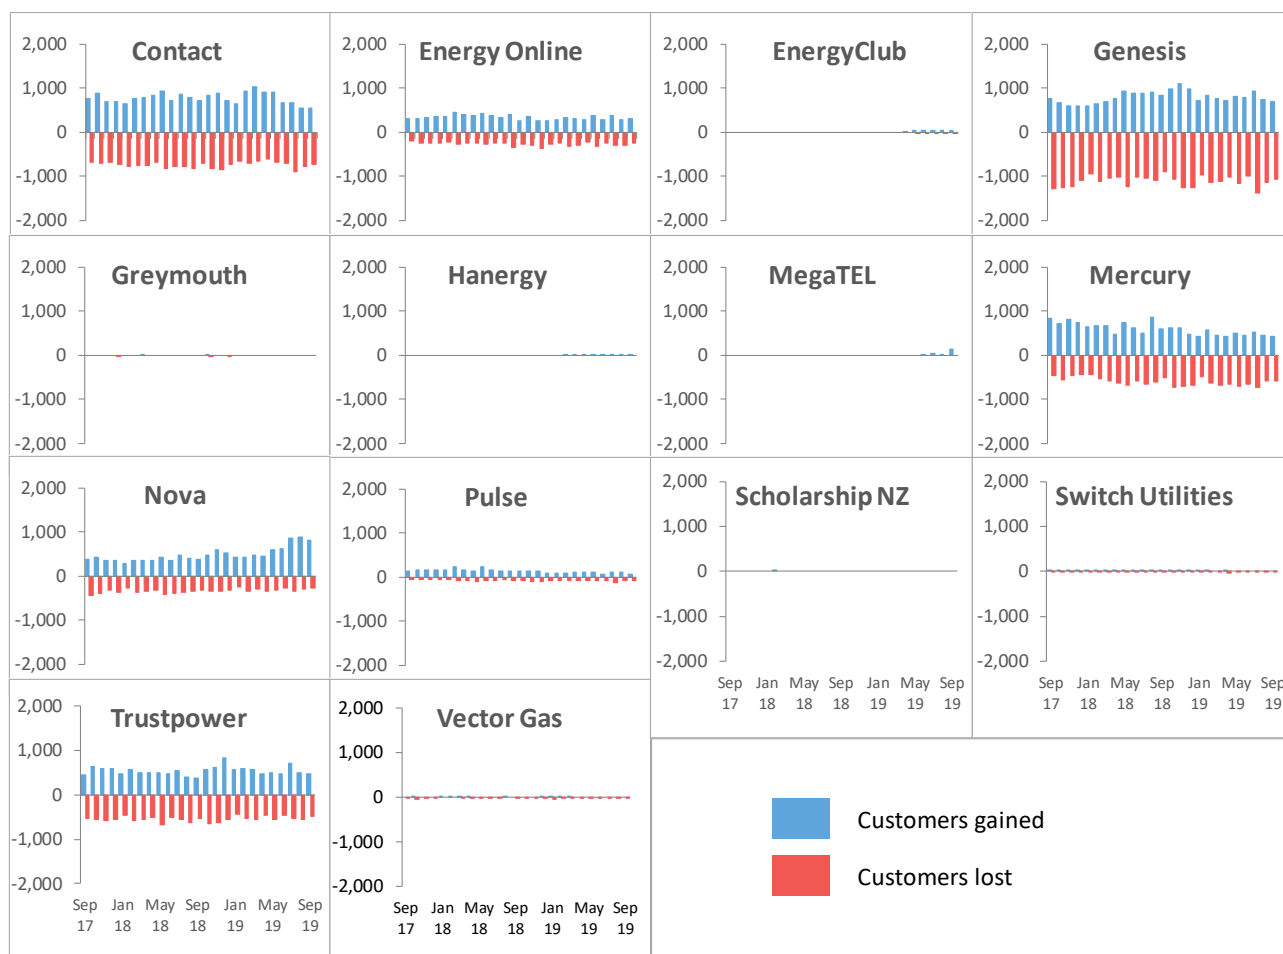 Contact
2,000
1,000
0
-1,000
-2,000
Energy Online
2,000
1,000
0
-1,000
-2,000
EnergyClub
2,000
1,000
0
-1,000
-2,000
Genesis
2,000
1,000
0
-1,000
-2,000
Greymouth
2,000
1,000
0
-1,000
-2,000
Hanergy
2,000
1,000
0
-1,000
-2,000
MegaTEL
2,000
1,000
0
-1,000
-2,000
Mercury
2,000
1,000
0
-1,000
-2,000
Nova
2,000
1,000
0
-1,000
-2,000
Pulse
2,000
1,000
0
-1,000
-2,000
Scholarship NZ
2,000
1,000
0
-1,000
-2,000
Sep Jan May Sep Jan May Sep
17 18 18 18 19 19 19
Switch Utilities
2,000
1,000
0
-1,000
-2,000
Sep Jan May Sep Jan May Sep
17 18 18 18 19 19 19
Trustpower
2,000
1,000
0
-1,000
-2,000
Sep Jan May Sep Jan May Sep
17 18 18 18 19 19 19
Vector Gas
2,000
1,000
0
-1,000
-2,000
Sep Jan May Sep Jan May Sep
17 18 18 18 19 19 19
Customers gained
Customers lost